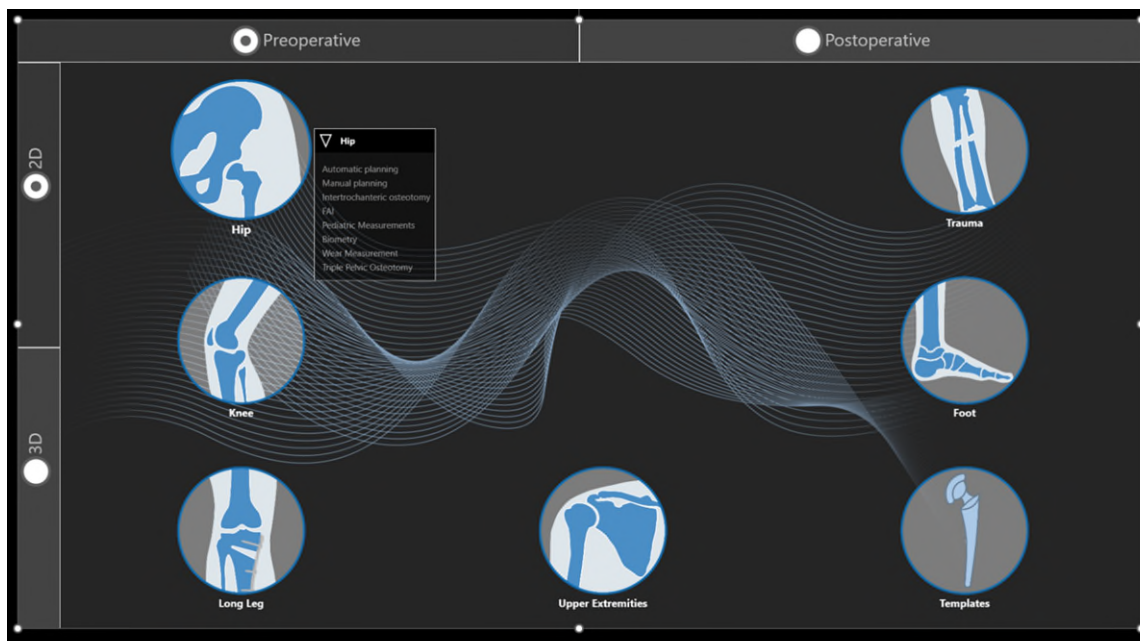 Preoperative
Postoperative
2D
3D
Hip
Hip
Automatic planning
Manual planning
Intertrochanteric osteotomy
FAI
Pediatric Measurements
Biometry
Wear Measurement
Triple Pelvic Osteotomy
Trauma
Knee
Foot
Long Leg
Upper Extremities
Templates